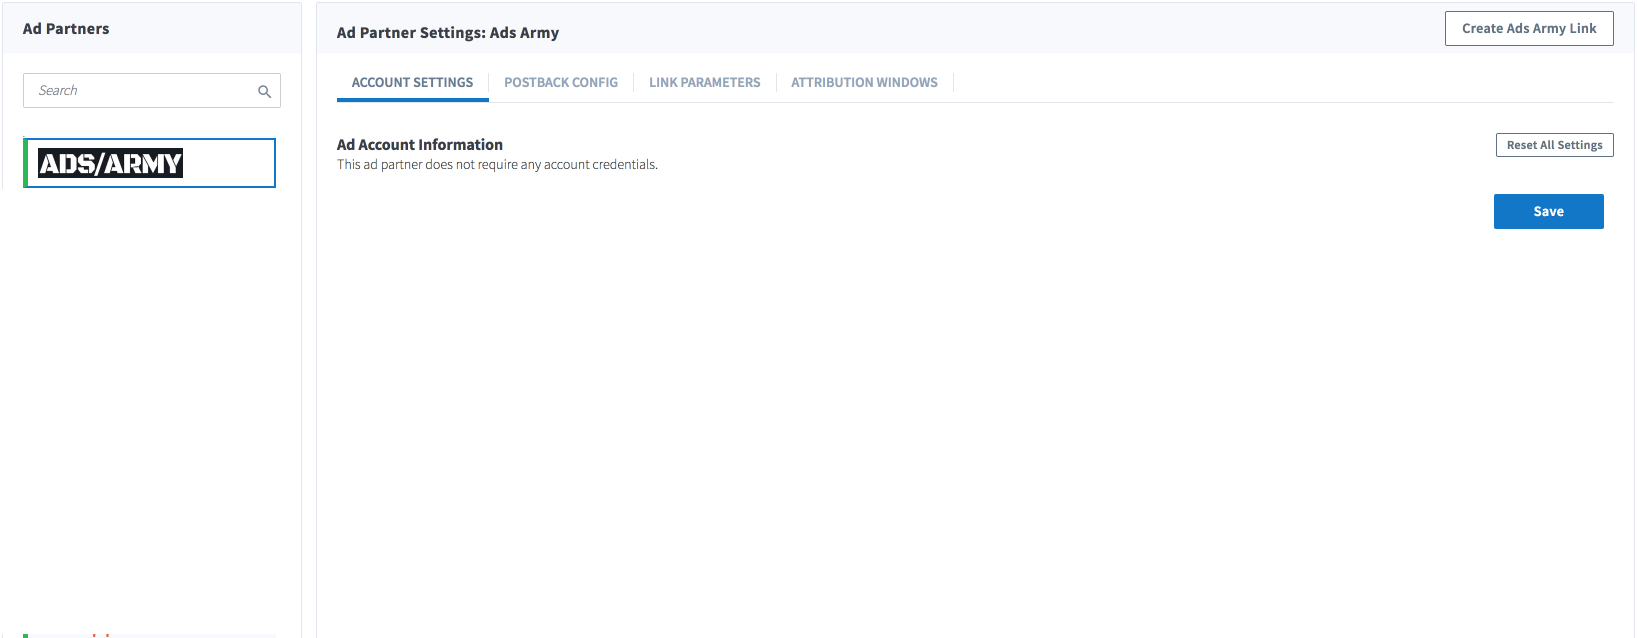 Ad Partners
Search
ADS/ARMY
Ad Partner Settings: Ads Army
Create Ads Army Link
ACCOUNT SETTINGS
POSTBACK CONFIG
LINK PARAMETERS
ATTRIBUTION WINDOWS
Ad Account Information
Reset All Settings
This ad partner does not require any account credentials.
Save